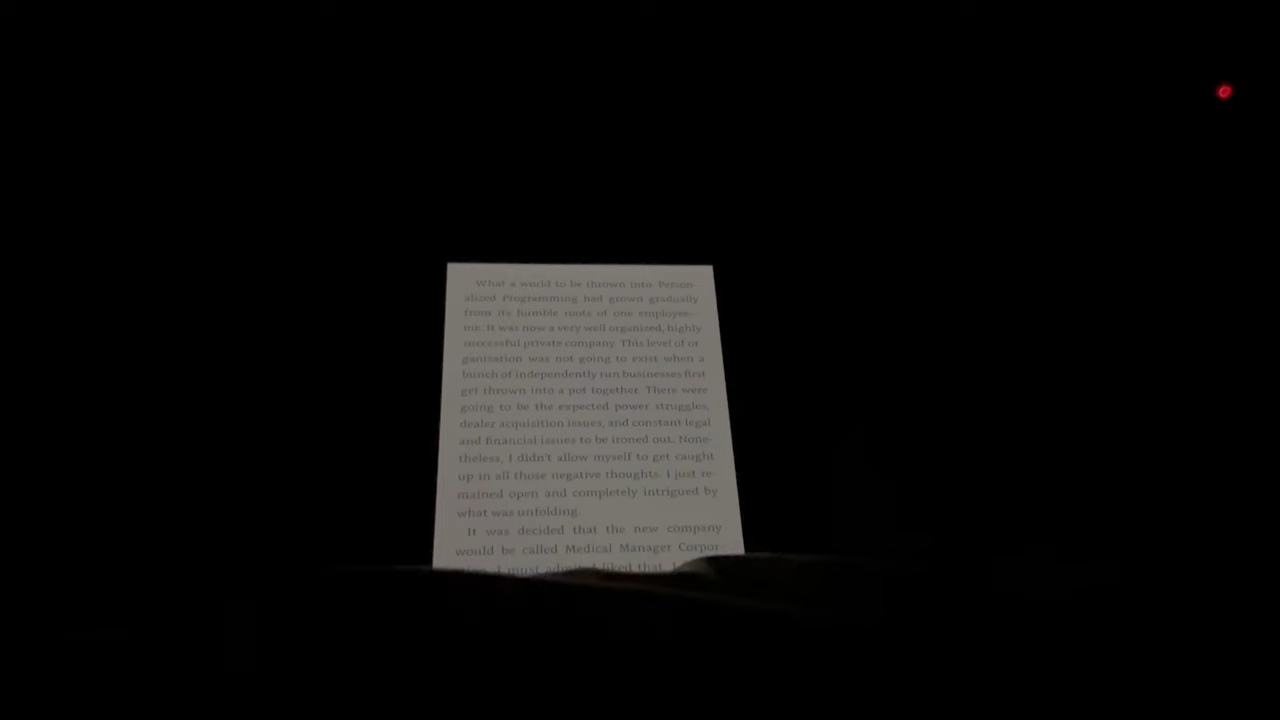 What a world to be thrown into. Person-
alized Programming had grown gradually
from its humble roots of one employee—
me. It was now a very well organized, highly
successful private company. This level of or
ganization was not going to exist when a
bunch of independently run businesses first
get thrown into a pot together. There were
going to be the expected power struggles,
dealer acquisition issues, and constant legal
and financial issues to be ironed out. None-
theless, I didn't allow myself to get caught
up in all those negative thoughts. I just re-
mained open and completely intrigued by
what was unfolding.
It was decided that the new company
would be called Medical Manager Corpor-
I must liked that